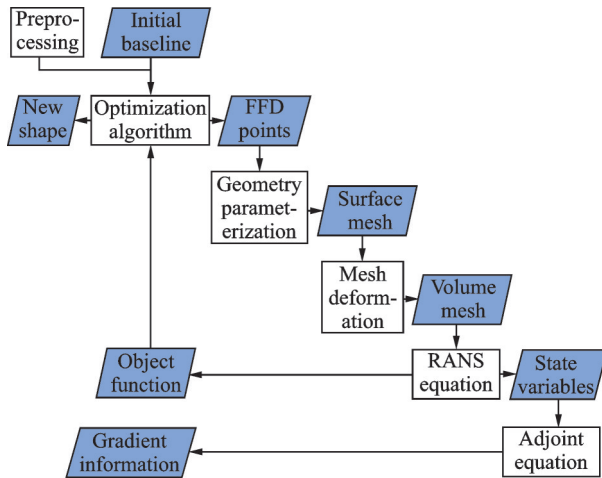 Prepro-
cessing
Initial
baseline
New
shape
Optimization
algorithm
FFD
points
Geometry
paramet-
erization
Surface
mesh
Mesh
deform-
ation
Volume
mesh
Object
function
RANS
equation
State
variables
Gradient
information
Adjoint
equation